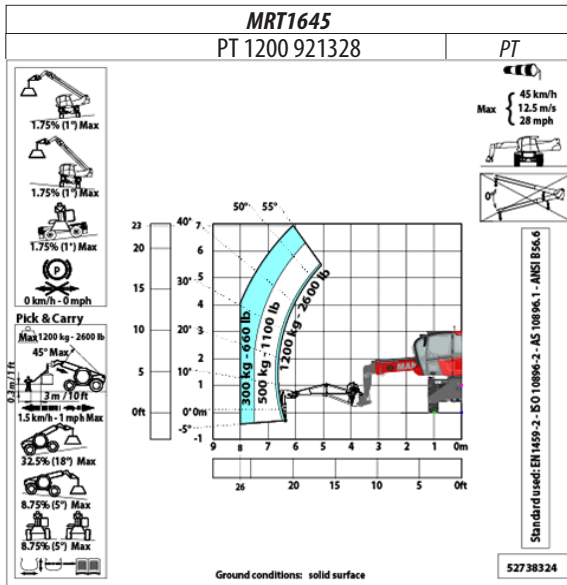 MRT1645
PT 1200 921328
PT
1.75% (1°) Max
1.75% (1°) Max
1.75% (1°) Max
P
0 km/h - 0 mph
Pick & Carry
Max 1200 kg - 2600 lb
45° Max
0.3 m / 1 ft
3 m / 10 ft
1.5 km/h - 1 mph Max
32.5% (18°) Max
8.75% (5°) Max
8.75% (5°) Max
Max
45 km/h
12.5 m/s
28 mph
0°
50° 55°
40°
30°
20°
10°
0°
-5°
23
20
15
10
5
0ft
7
6
5
4
3
2
1
0m
-1
300 kg - 660 lb
500 kg - 1100 lb
1200 kg - 2600 lb
MAN
9 8 7 6 5 4 3 2 1 0m
26 20 15 10 5 0ft
Ground conditions: solid surface
Standard used: EN 1459-2 - ISO 10896-2 - AS 10896.1 - ANSI B56.6
52738324